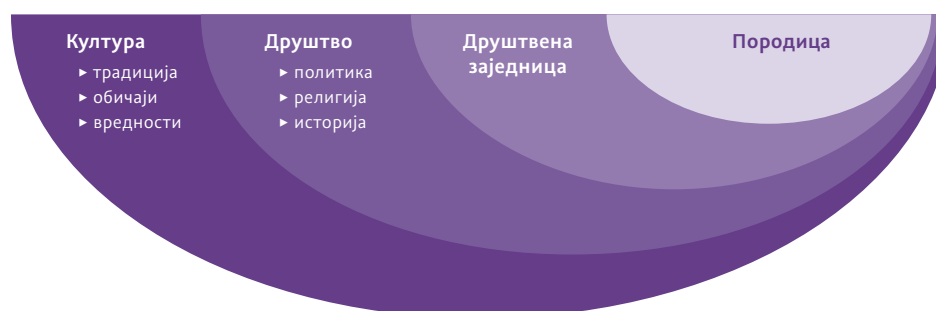 Култура
▸ традиција
▸ обичаји
▸ вредности
Друштво
▸ политика
▸ религија
▸ историја
Друштвена
заједница
Породица